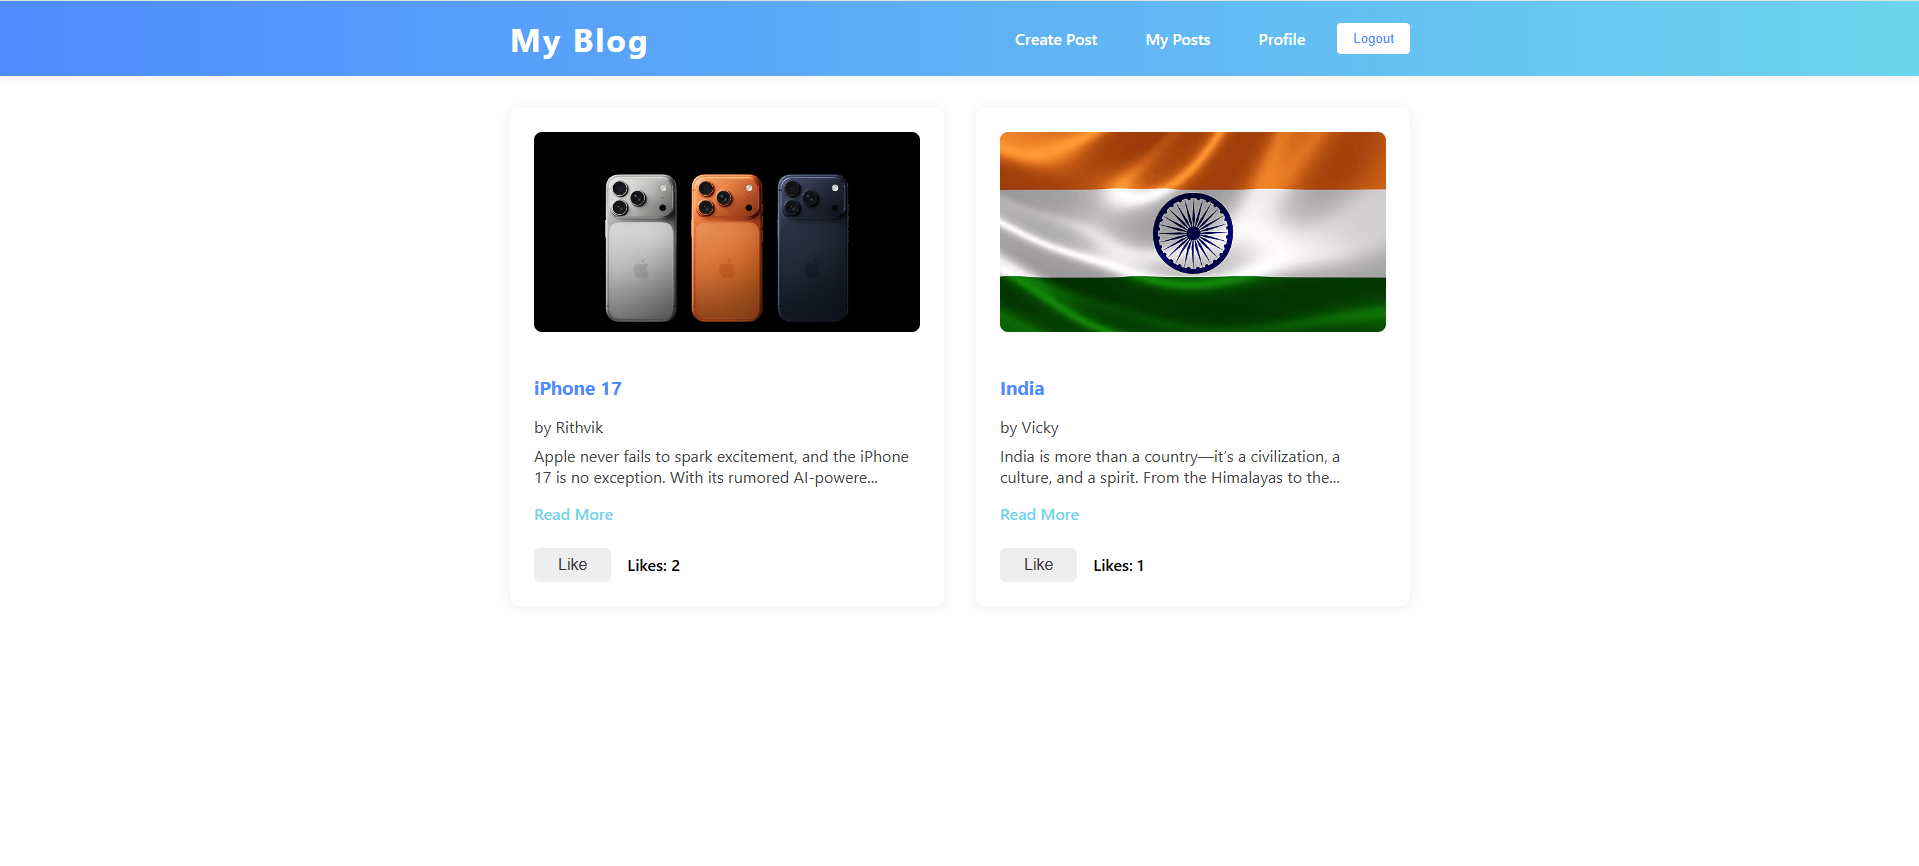 My Blog
Create Post
My Posts
Profile
Logout
iPhone 17
by Rithvik
Apple never fails to spark excitement, and the iPhone
17 is no exception. With its rumored AI-powere...
Read More
Like
Likes: 2
India
by Vicky
India is more than a country—it’s a civilization, a
culture, and a spirit. From the Himalayas to the...
Read More
Like
Likes: 1